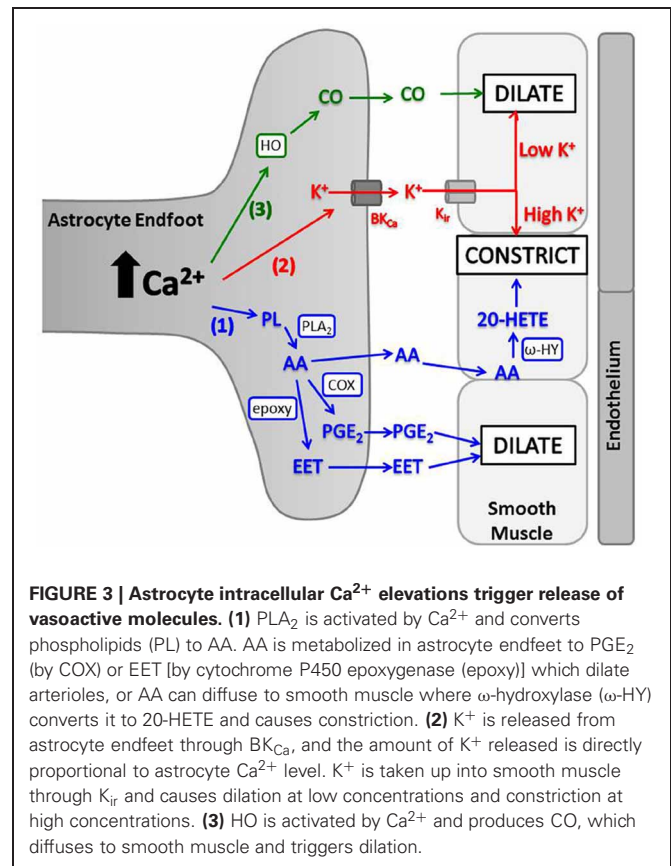 CO
CO
DILATE
HO
Low K⁺
K⁺
K⁺
BK_Ca
K_ir
High K⁺
Astrocyte Endfoot
(3)
(2)
CONSTRICT
Ca²⁺
(1)
PL
PLA₂
20-HETE
ω-HY
AA
AA
AA
COX
epoxy
PGE₂
PGE₂
DILATE
EET
EET
Smooth
Muscle
Endothelium
FIGURE 3 | Astrocyte intracellular Ca²⁺ elevations trigger release of
vasoactive molecules. (1) PLA₂ is activated by Ca²⁺ and converts
phospholipids (PL) to AA. AA is metabolized in astrocyte endfeet to PGE₂
(by COX) or EET [by cytochrome P450 epoxygenase (epoxy)] which dilate
arterioles, or AA can diffuse to smooth muscle where ω-hydroxylase (ω-HY)
converts it to 20-HETE and causes constriction. (2) K⁺ is released from
astrocyte endfeet through BK_Ca, and the amount of K⁺ released is directly
proportional to astrocyte Ca²⁺ level. K⁺ is taken up into smooth muscle
through K_ir and causes dilation at low concentrations and constriction at
high concentrations. (3) HO is activated by Ca²⁺ and produces CO, which
diffuses to smooth muscle and triggers dilation.